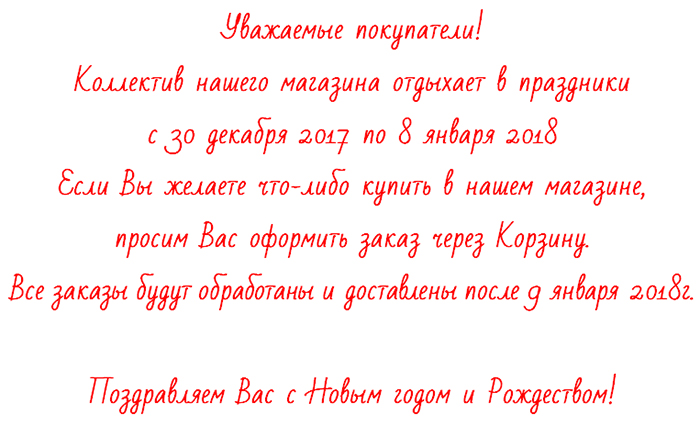 Уважаемые покупатели!
Коллектив нашего магазина отдыхает в праздники
с 30 декабря 2017 по 8 января 2018
Если Вы желаете что-либо купить в нашем магазине,
просим Вас оформить заказ через Корзину.
Все заказы будут обработаны и доставлены после 9 января 2018г.
Поздравляем Вас с Новым годом и Рождеством!